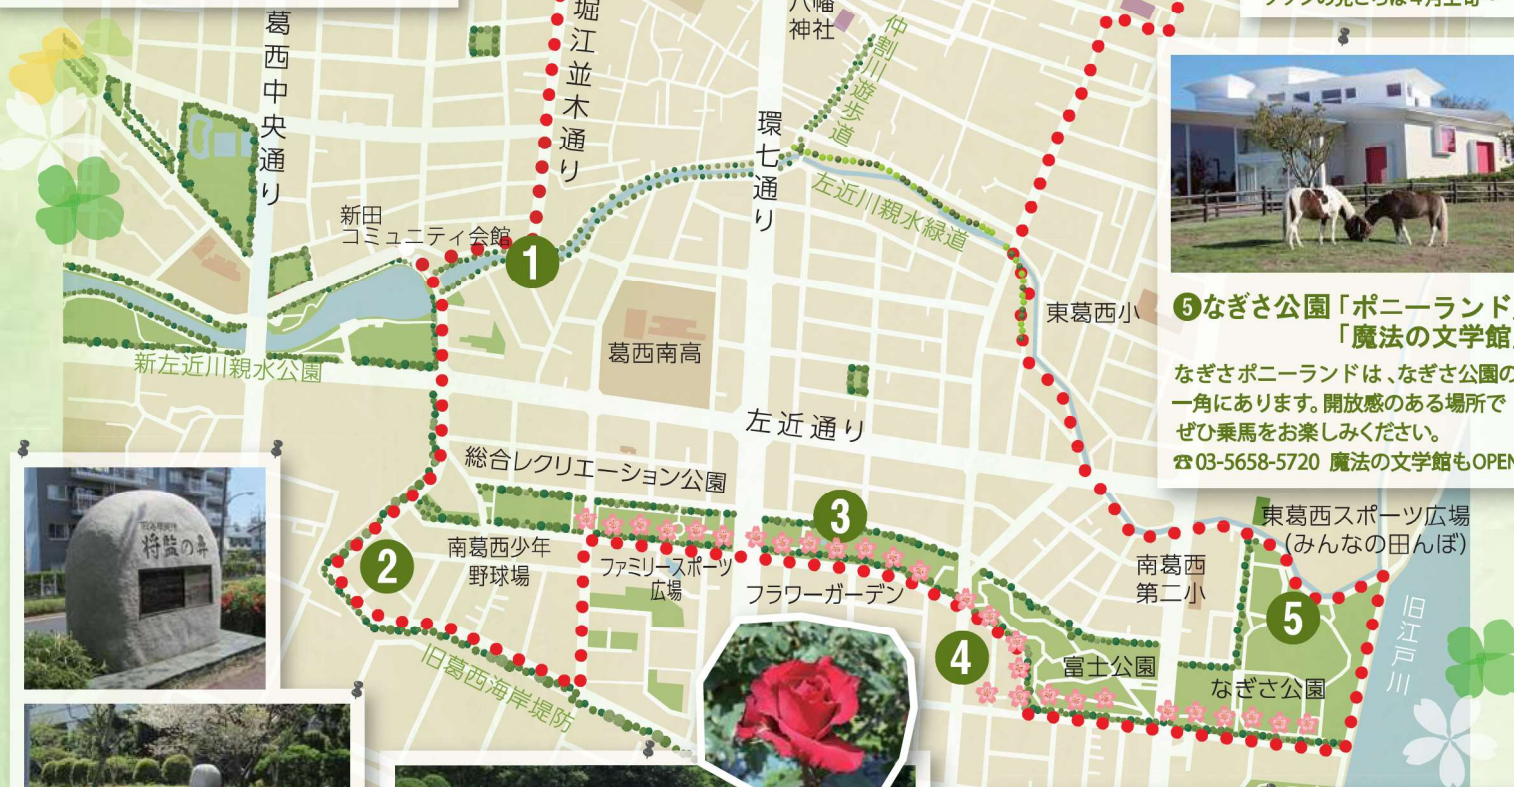 葛西中央通り
堀江並木通り
八幡
神社
仲割川遊歩道
環七通り
左近川親水緑道
新田
コミュニティ会館
1
東葛西小
葛西南高
新左近川親水公園
左近通り
❺なぎさ公園「ポニーランド」
「魔法の文学館」
なぎさポニーランドは、なぎさ公園の
一角にあります。開放感のある場所で
ぜひ乗馬をお楽しみください。
☎03-5658-5720 魔法の文学館もOPEN
総合レクリエーション公園
3
東葛西スポーツ広場
(みんなの田んぼ)
将監の鼻
2
南葛西少年
野球場
ファミリースポーツ
広場
フラワーガーデン
南葛西
第二小
5
旧江戸川
4
富士公園
なぎさ公園
旧葛西海岸堤防